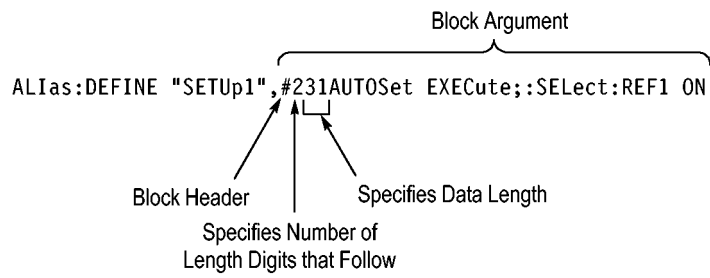 Block Argument
ALIas:DEFINE "SETUp1",#231AUTOSet EXECute;:SELect:REF1 ON
Block Header
Specifies Data Length
Specifies Number of
Length Digits that Follow